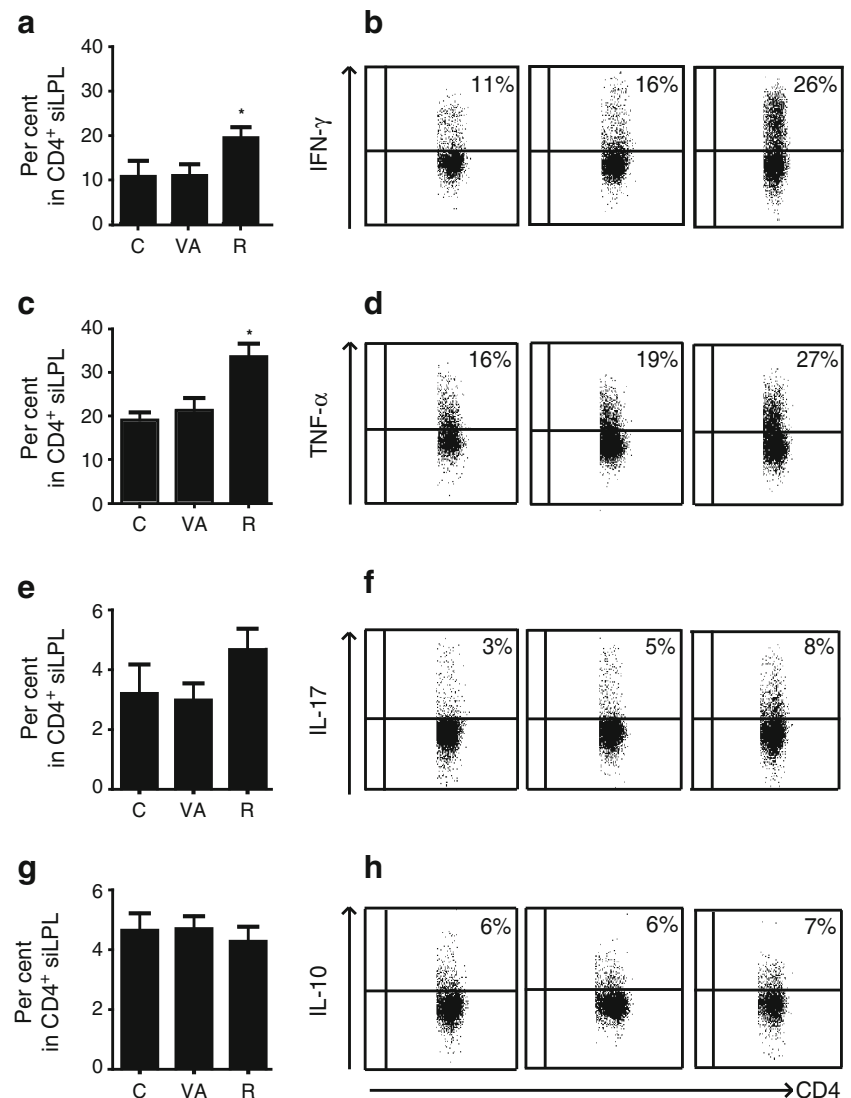 a
Per cent
in CD4⁺ siLPL
40
30
20
10
0
*
C VA R
b
IFN-γ
11%
16%
26%
c
Per cent
in CD4⁺ siLPL
40
30
20
10
0
*
C VA R
d
TNF-α
16%
19%
27%
e
Per cent
in CD4⁺ siLPL
6
4
2
0
C VA R
f
IL-17
3%
5%
8%
g
Per cent
in CD4⁺ siLPL
6
4
2
0
C VA R
h
IL-10
6%
6%
7%
CD4